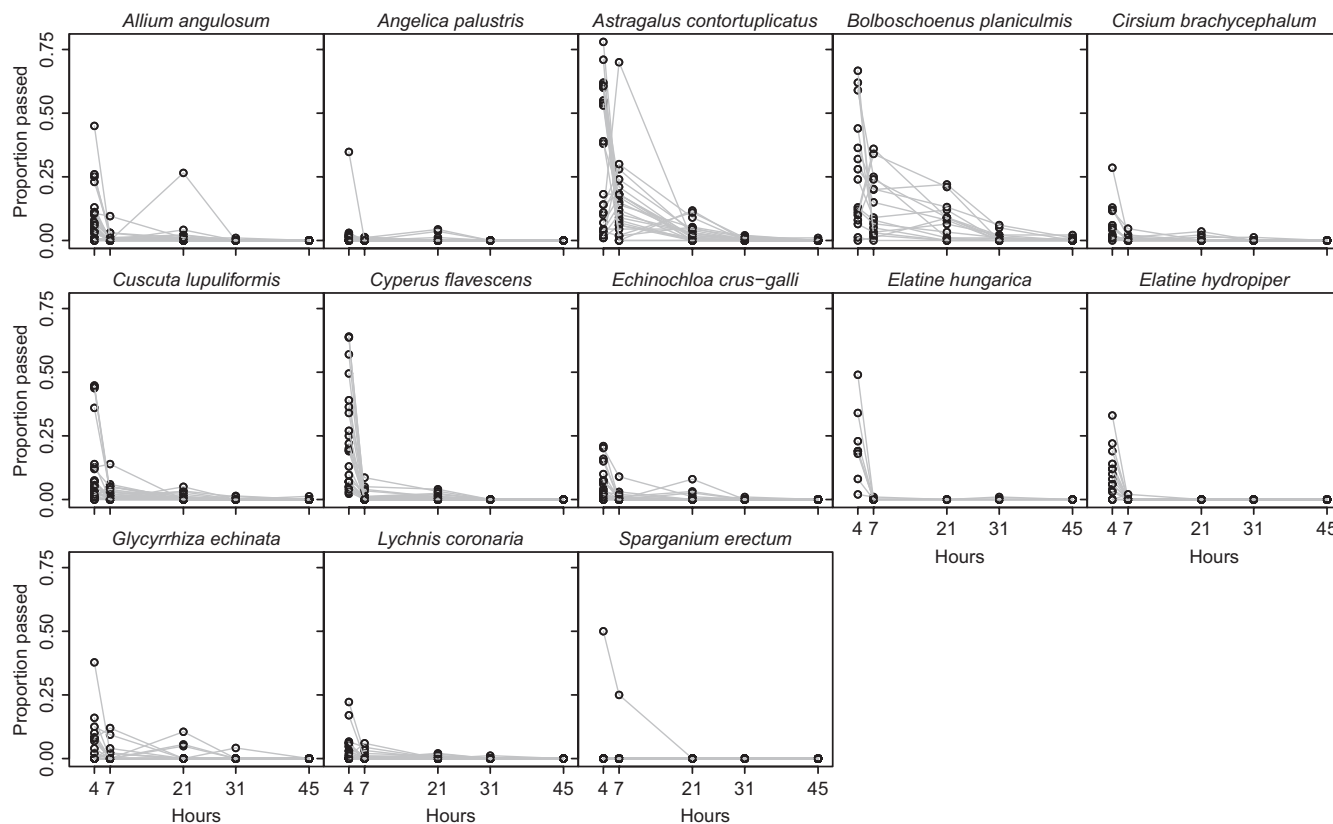 Allium angulosum Angelica palustris Astragalus contortuplicatus Bolboschoenus planiculmis Cirsium brachycephalum
Proportion passed
0.75
0.50
0.25
0.00
Cuscuta lupuliformis Cyperus flavescens Echinochloa crus−galli Elatine hungarica Elatine hydropiper
Proportion passed
0.75
0.50
0.25
0.00
4 7 21 31 45 4 7 21 31 45
Hours Hours
Glycyrrhiza echinata Lychnis coronaria Sparganium erectum
Proportion passed
0.75
0.50
0.25
0.00
4 7 21 31 45 4 7 21 31 45 4 7 21 31 45
Hours Hours Hours